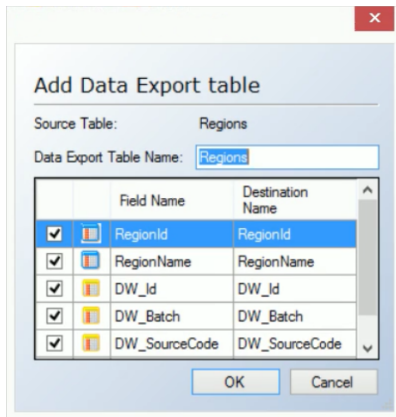 Add Data Export table
Source Table: Regions
Data Export Table Name: Regions
Field Name Destination Name
RegionId RegionId
RegionName RegionName
DW_Id DW_Id
DW_Batch DW_Batch
DW_SourceCode DW_SourceCode
OK Cancel